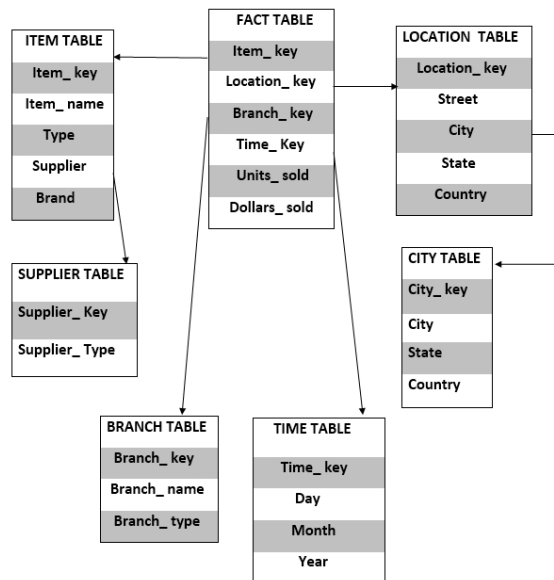 FACT TABLE
Item_ key
Location_ key
Branch_ key
Time_ Key
Units_ sold
Dollars_ sold
ITEM TABLE
Item_ key
Item_ name
Type
Supplier
Brand
LOCATION TABLE
Location_ key
Street
City
State
Country
SUPPLIER TABLE
Supplier_ Key
Supplier_ Type
CITY TABLE
City_ key
City
State
Country
BRANCH TABLE
Branch_ key
Branch_ name
Branch_ type
TIME TABLE
Time_ key
Day
Month
Year